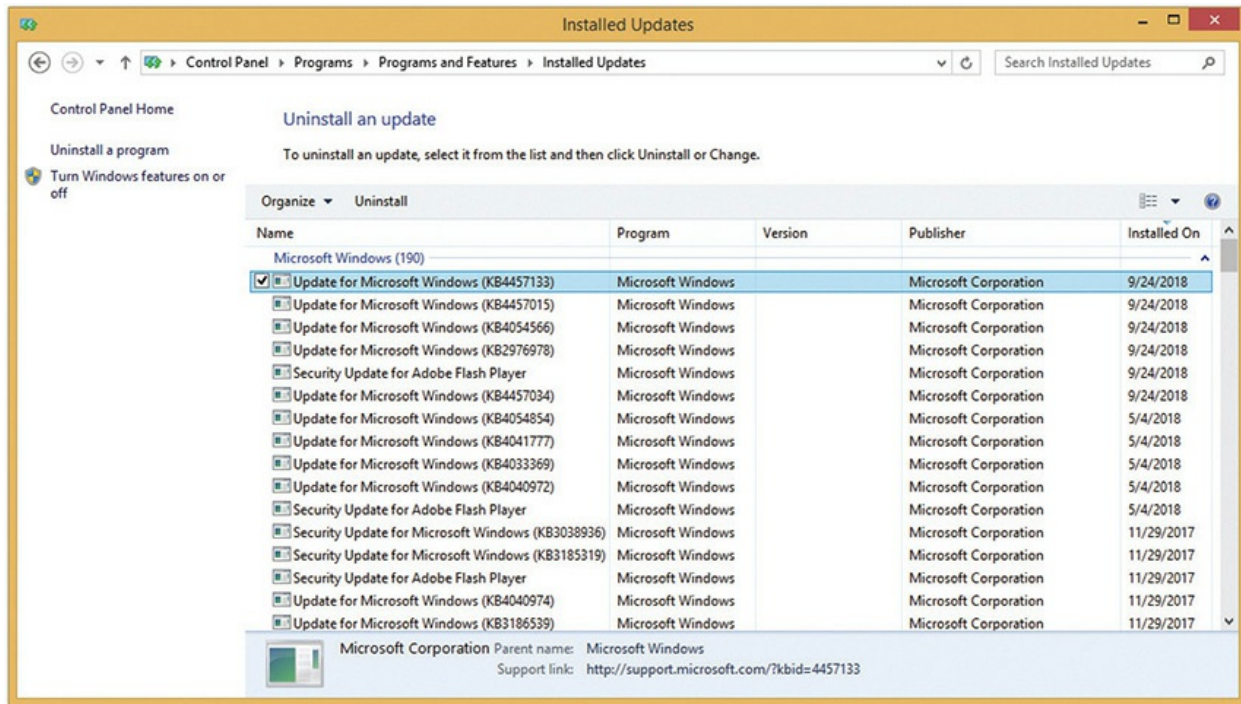 Installed Updates
Control Panel Programs Programs and Features Installed Updates Search Installed Updates
Control Panel Home
Uninstall a program
Turn Windows features on or
off
Uninstall an update
To uninstall an update, select it from the list and then click Uninstall or Change.
Organize Uninstall
Name Program Version Publisher Installed On
Microsoft Windows (190)
Update for Microsoft Windows (KB4457133) Microsoft Windows Microsoft Corporation 9/24/2018
Update for Microsoft Windows (KB4457015) Microsoft Windows Microsoft Corporation 9/24/2018
Update for Microsoft Windows (KB4054566) Microsoft Windows Microsoft Corporation 9/24/2018
Update for Microsoft Windows (KB2976978) Microsoft Windows Microsoft Corporation 9/24/2018
Security Update for Adobe Flash Player Microsoft Windows Microsoft Corporation 9/24/2018
Update for Microsoft Windows (KB4457034) Microsoft Windows Microsoft Corporation 9/24/2018
Update for Microsoft Windows (KB4054854) Microsoft Windows Microsoft Corporation 5/4/2018
Update for Microsoft Windows (KB4041777) Microsoft Windows Microsoft Corporation 5/4/2018
Update for Microsoft Windows (KB4033369) Microsoft Windows Microsoft Corporation 5/4/2018
Update for Microsoft Windows (KB4040972) Microsoft Windows Microsoft Corporation 5/4/2018
Security Update for Adobe Flash Player Microsoft Windows Microsoft Corporation 5/4/2018
Security Update for Microsoft Windows (KB3038936) Microsoft Windows Microsoft Corporation 11/29/2017
Security Update for Microsoft Windows (KB3185319) Microsoft Windows Microsoft Corporation 11/29/2017
Security Update for Adobe Flash Player Microsoft Windows Microsoft Corporation 11/29/2017
Update for Microsoft Windows (KB4040974) Microsoft Windows Microsoft Corporation 11/29/2017
Update for Microsoft Windows (KB3186539) Microsoft Windows Microsoft Corporation 11/29/2017
Microsoft Corporation Parent name: Microsoft Windows
Support link: http://support.microsoft.com/?kbid=4457133